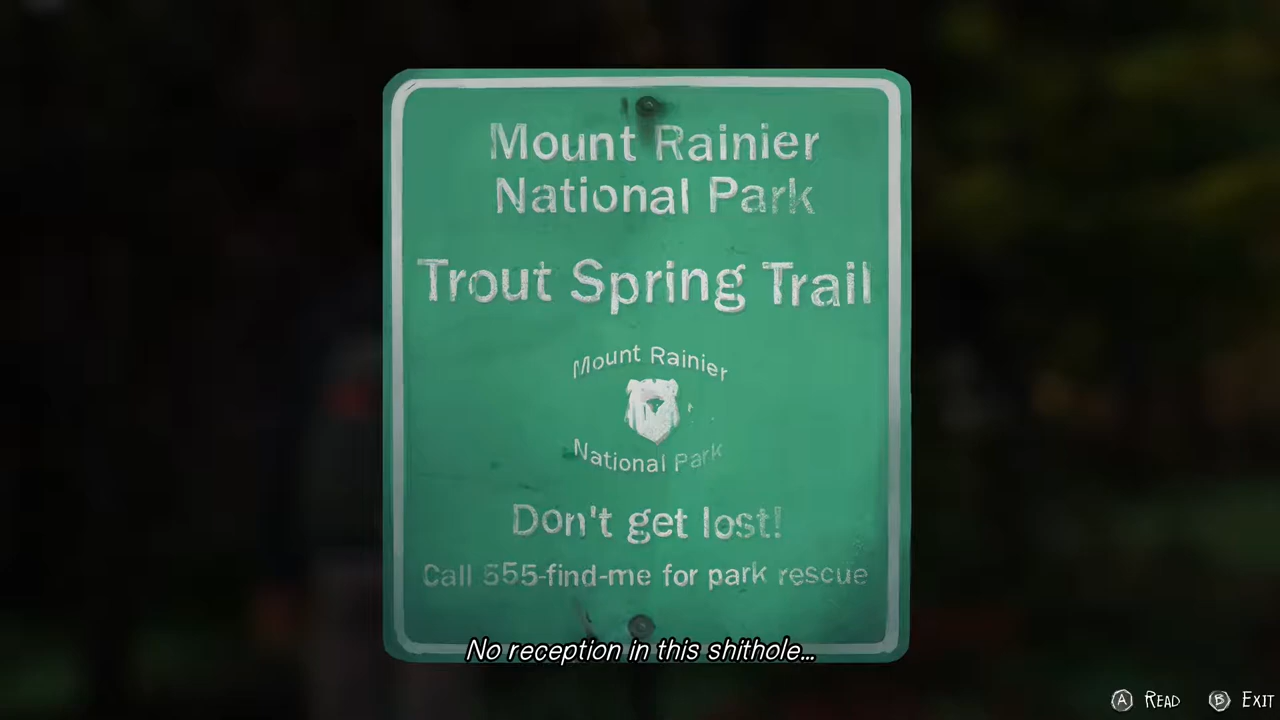 Mount Rainier
National Park
Trout Spring Trail
Mount Rainier
National Park
Don't get lost!
Call 555-find-me for park rescue
No reception in this shithole...
A READ B EXIT